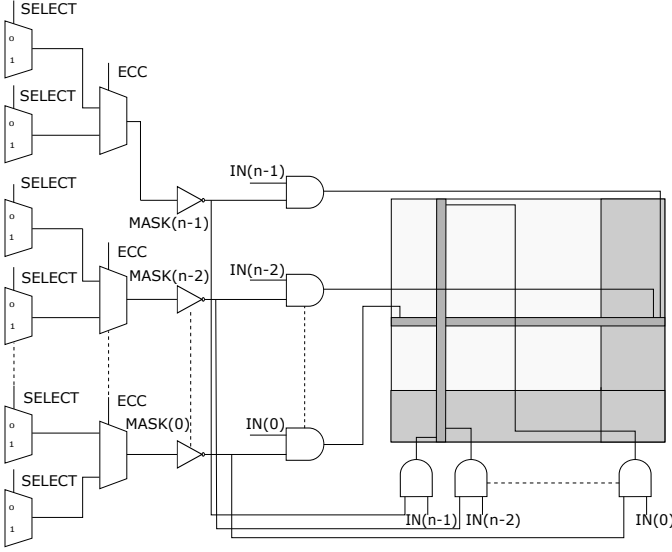 SELECT
0
1
ECC
SELECT
0
1
IN(n-1)
SELECT
0
1
MASK(n-1)
ECC
MASK(n-2)
IN(n-2)
SELECT
0
1
SELECT
0
1
ECC
MASK(0)
IN(0)
SELECT
0
1
IN(n-1)
IN(n-2)
IN(0)